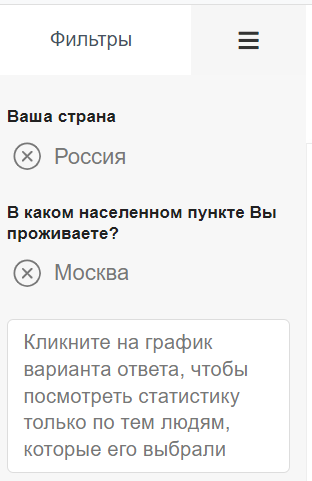 Фильтры
Ваша страна
Россия
В каком населенном пункте Вы
проживаете?
Москва
Кликните на график
варианта ответа, чтобы
посмотреть статистику
только по тем людям,
которые его выбрали